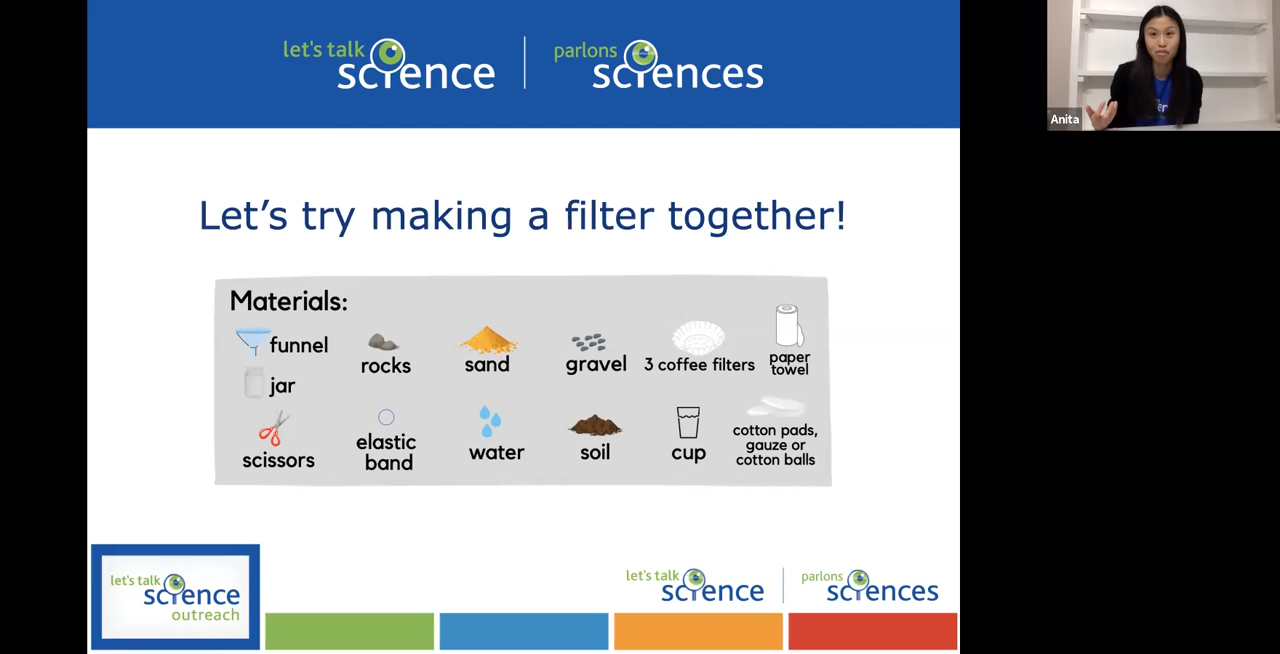 let's talk
science
parlons
sciences
Anita
Let's try making a filter together!
Materials:
funnel
jar
rocks
sand
gravel
3 coffee filters
paper
towel
scissors
elastic
band
water
soil
cup
cotton pads,
gauze or
cotton balls
let's talk
science
outreach
let's talk
science
parlons
sciences